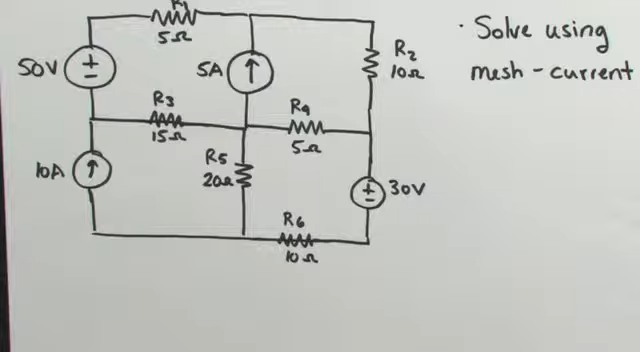 R1
5Ω
50V
5A
R2
10Ω
R3
15Ω
R4
5Ω
10A
R5
20Ω
30V
R6
10Ω
· Solve using
mesh-current